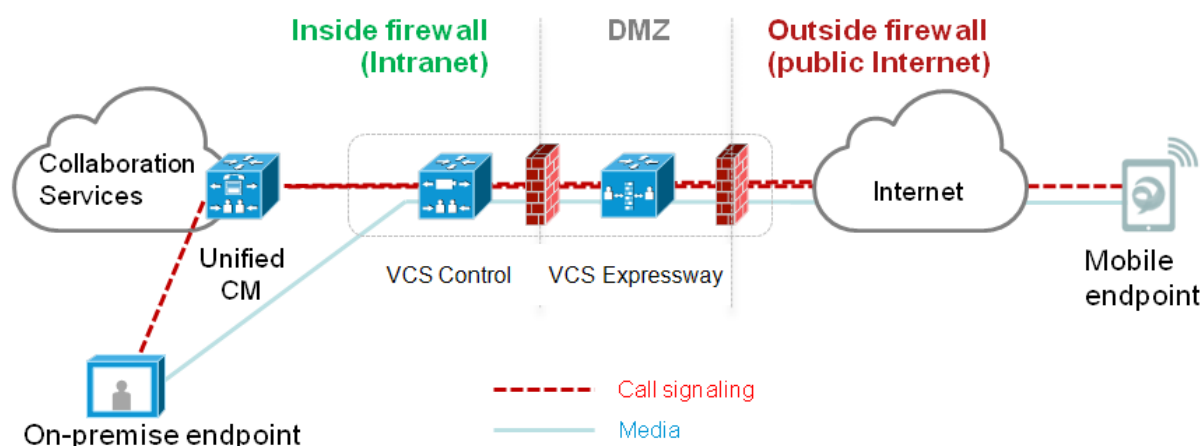 Inside firewall
(Intranet)
DMZ
Outside firewall
(public Internet)
Collaboration
Services
Unified
CM
VCS Control
VCS Expressway
Internet
Mobile
endpoint
On-premise endpoint
Call signaling
Media